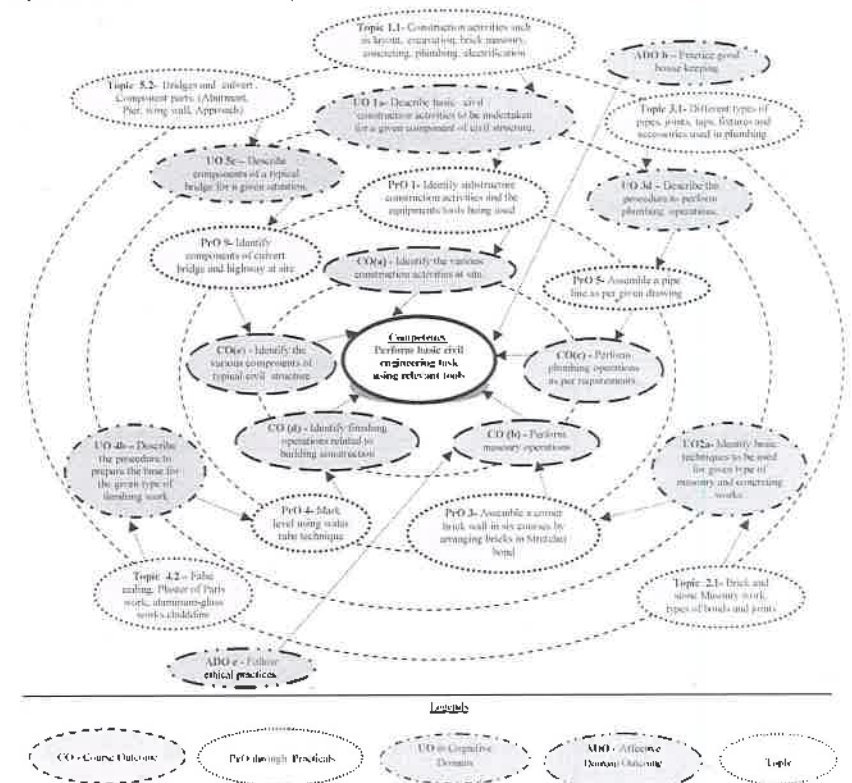 Topic 1.1- Construction activities such
as layout, excavation, brick masonry,
concreting, plumbing, electrification
ADO b - Practice good
house keeping
Topic 5.2- Bridges and culvert.
Component parts. (Abutment,
Pier, wing wall, Approach)
UO 1a- Describe basic civil
construction activities to be undertaken
for a given component of civil structure.
Topic 3.1- Different types of
pipes, joints, taps, fixtures and
accessories used in plumbing
UO 5c - Describe
components of a typical
bridge for a given situation.
PrO 1- Identify substructure
construction activities and the
equipments/tools being used
UO 3d - Describe the
procedure to perform
plumbing operations.
PrO 9- Identify
components of culvert
bridge and highway at site
CO(a) - Identify the various
construction activities at site.
PrO 5- Assemble a pipe
line as per given drawing
Competency
Perform basic civil
engineering task
using relevant tools
CO(e) - Identify the
various components of
typical civil structure
CO(c) - Perform
plumbing operations
as per requirements.
CO (d) - Identify finishing
operations related to
building construction
CO (b) - Perform
masonry operations
UO 4b - Describe
the procedure to
prepare the base for
the given type of
finishing work
UO2a- Identify basic
techniques to be used
for given type of
masonry and concreting
works
PrO 4- Mark
level using water
tube technique
PrO 3- Assemble a corner
brick wall in six courses by
arranging bricks in Stretcher
bond
Topic 4.2 - False
ceiling, Plaster of Paris
work, aluminum-glass
works cladding
Topic 2.1- Brick and
stone Masonry work,
types of bonds and joints
ADO e - Follow
ethical practices
Legends
CO - Course Outcome
PrO through Practicals
UO in Cognitive
Domain
ADO - Affective
Domain Outcome
Topic